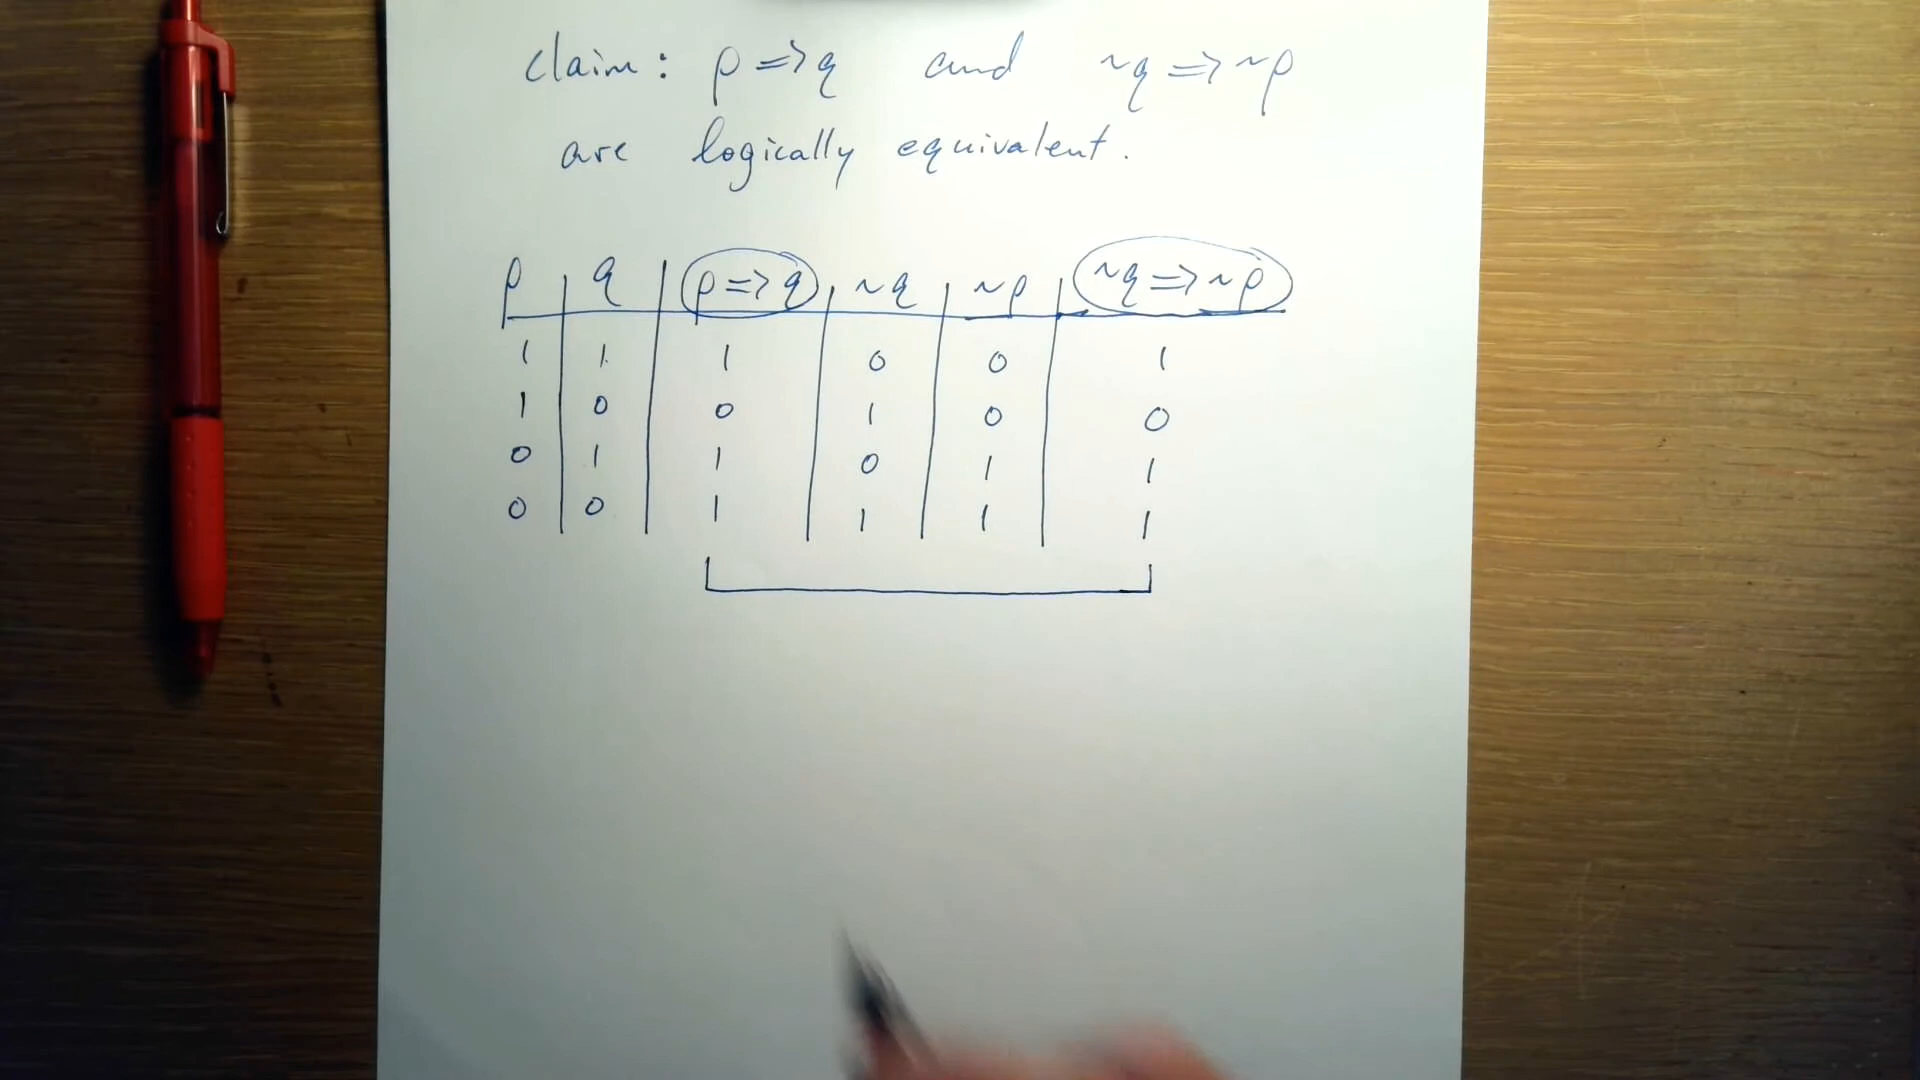 claim: p => q and ~q => ~p
are logically equivalent.
p q p => q ~q ~p ~q => ~p
1 1 1 0 0 1
1 0 0 1 0 0
0 1 1 0 1 1
0 0 1 1 1 1